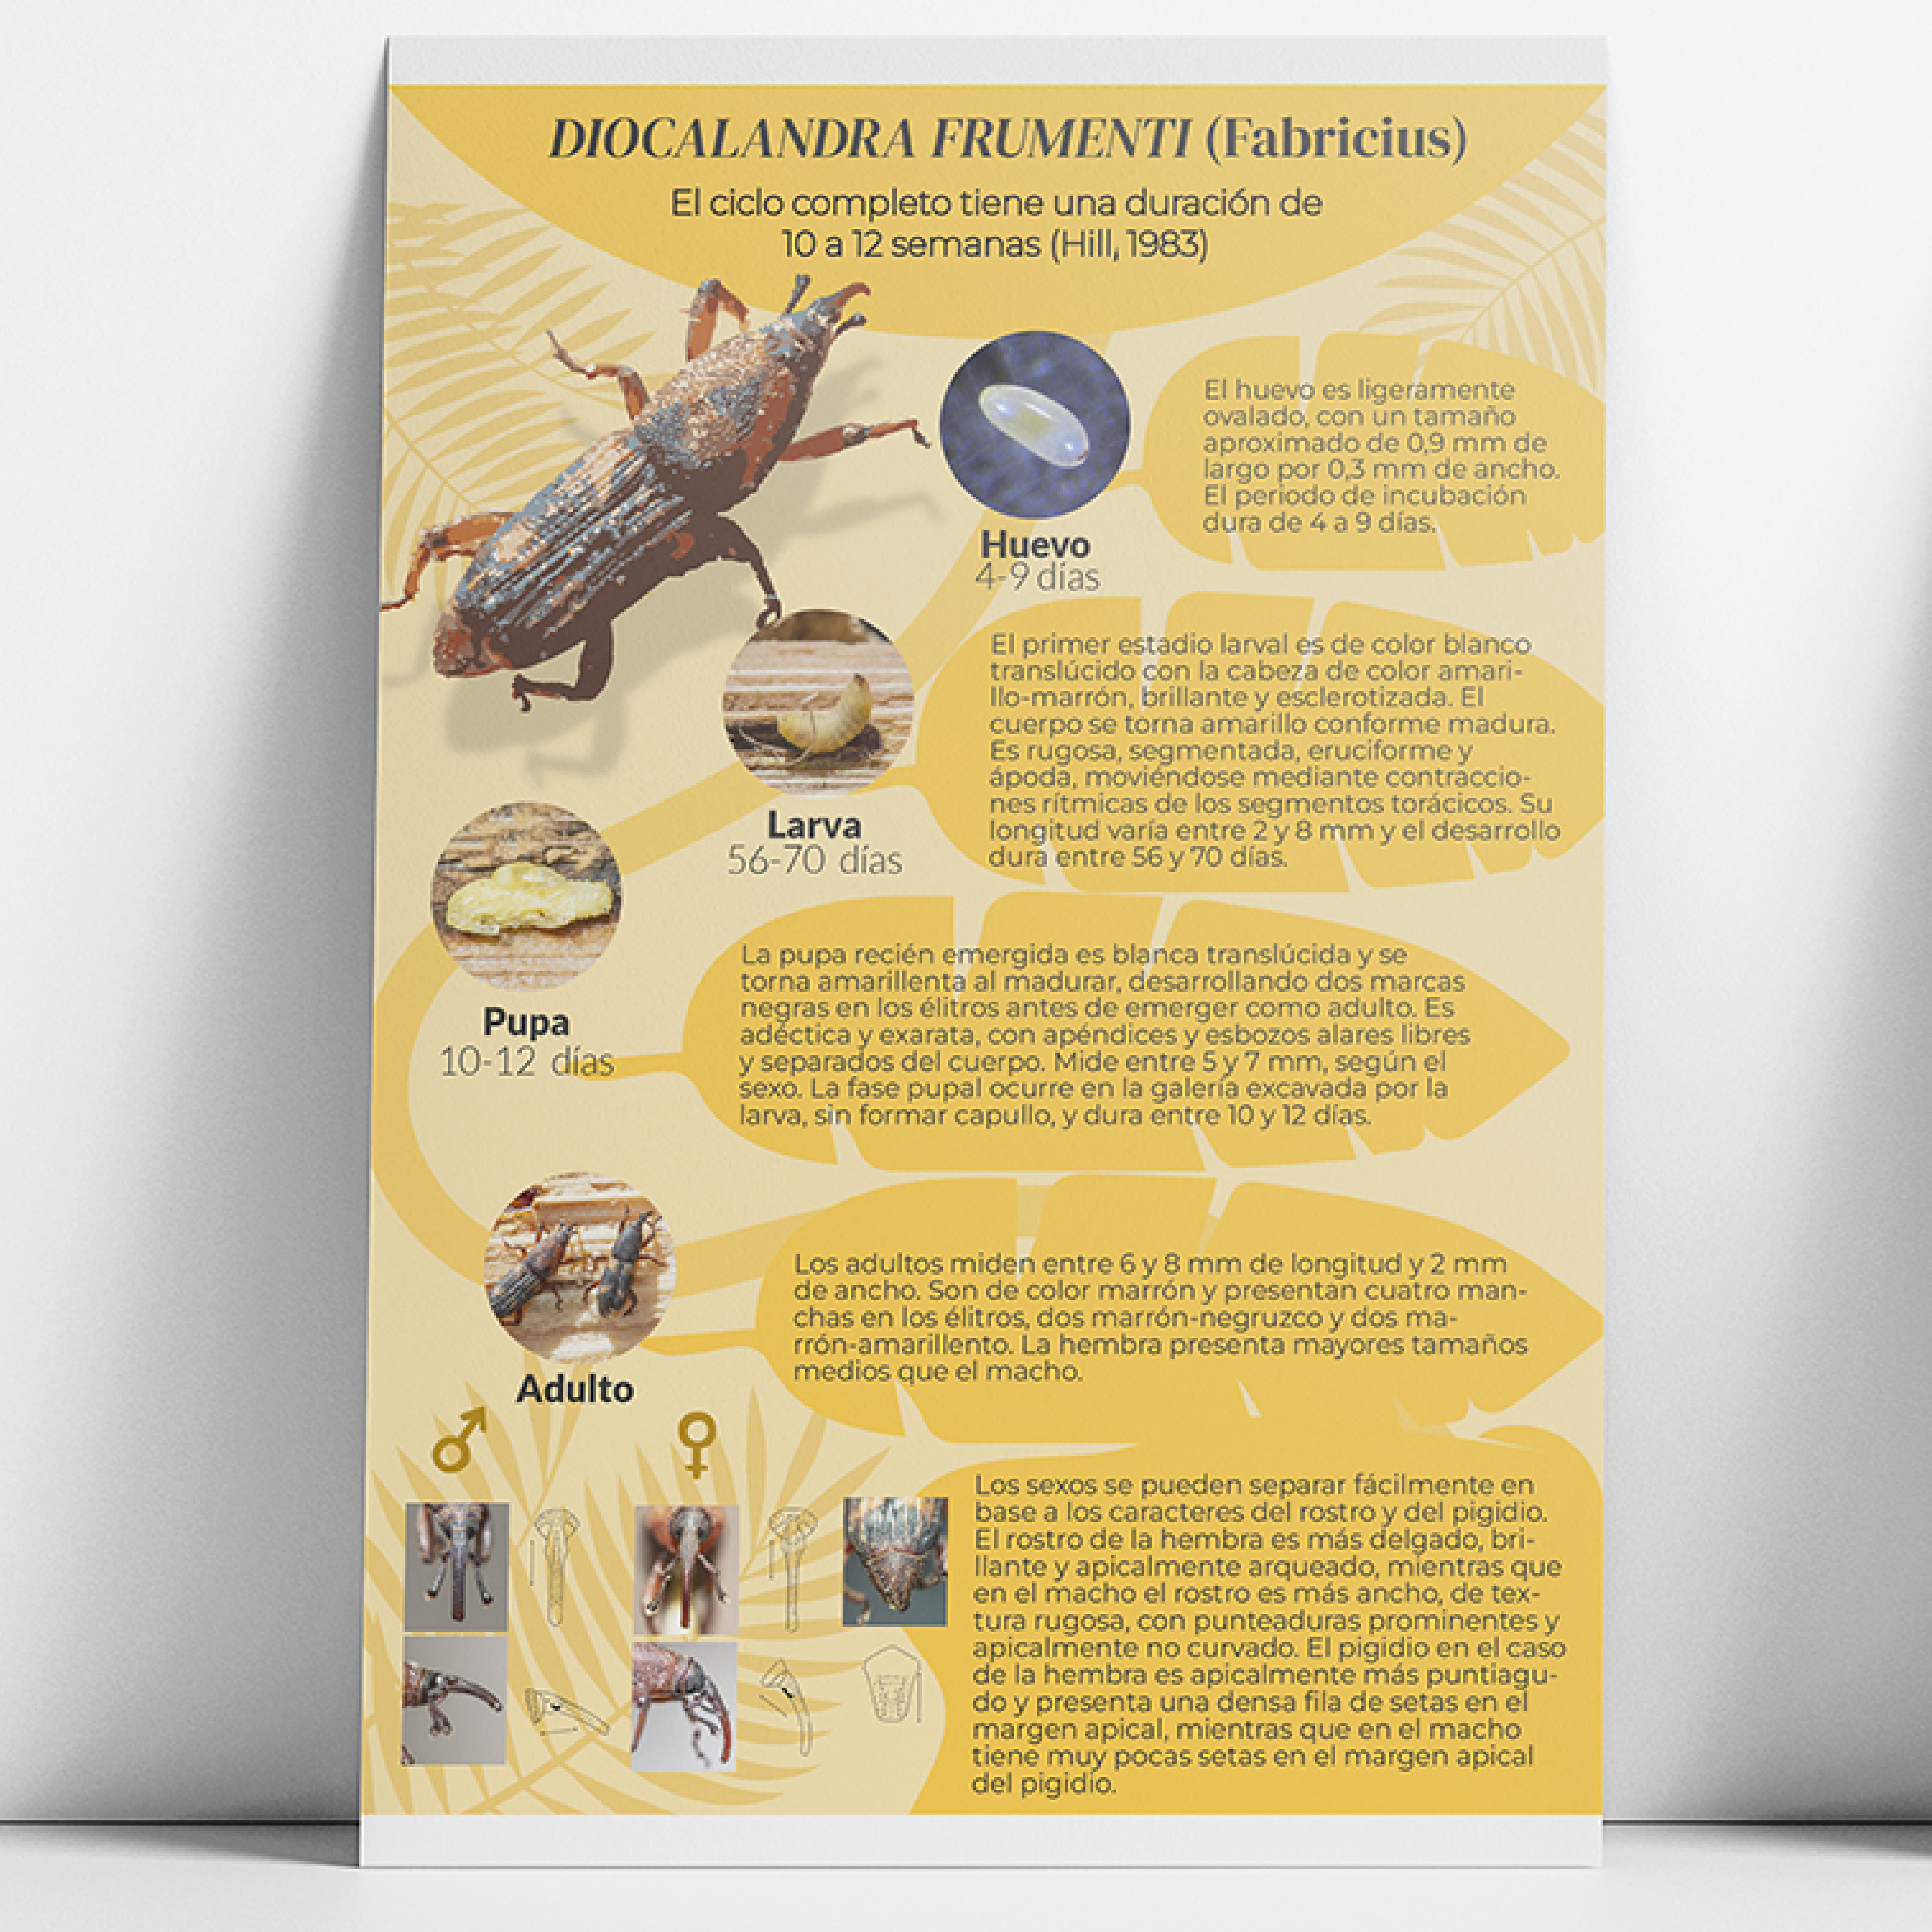 DIOCALANDRA FRUMENTI (Fabricius)
El ciclo completo tiene una duración de
10 a 12 semanas (Hill, 1983)
El huevo es ligeramente
ovalado, con un tamaño
aproximado de 0,9 mm de
largo por 0,3 mm de ancho.
El periodo de incubación
dura de 4 a 9 días.
Huevo
4-9 días
El primer estadio larval es de color blanco
translúcido con la cabeza de color amari-
llo-marrón, brillante y esclerotizada. El
cuerpo se torna amarillo conforme madura.
Es rugosa, segmentada, eruciforme y
ápoda, moviéndose mediante contraccio-
nes rítmicas de los segmentos torácicos. Su
longitud varía entre 2 y 8 mm y el desarrollo
dura entre 56 y 70 días.
Larva
56-70 días
La pupa recién emergida es blanca translúcida y se
torna amarillenta al madurar, desarrollando dos marcas
negras en los élitros antes de emerger como adulto. Es
adéctica y exarata, con apéndices y esbozos alares libres
y separados del cuerpo. Mide entre 5 y 7 mm, según el
sexo. La fase pupal ocurre en la galería excavada por la
larva, sin formar capullo, y dura entre 10 y 12 días.
Pupa
10-12 días
Los adultos miden entre 6 y 8 mm de longitud y 2 mm
de ancho. Son de color marrón y presentan cuatro man-
chas en los élitros, dos marrón-negruzco y dos ma-
rrón-amarillento. La hembra presenta mayores tamaños
medios que el macho.
Adulto
♂ ♀
Los sexos se pueden separar fácilmente en
base a los caracteres del rostro y del pigidio.
El rostro de la hembra es más delgado, bri-
llante y apicalmente arqueado, mientras que
en el macho el rostro es más ancho, de tex-
tura rugosa, con punteaduras prominentes y
apicalmente no curvado. El pigidio en el caso
de la hembra es apicalmente más puntiagu-
do y presenta una densa fila de setas en el
margen apical, mientras que en el macho
tiene muy pocas setas en el margen apical
del pigidio.